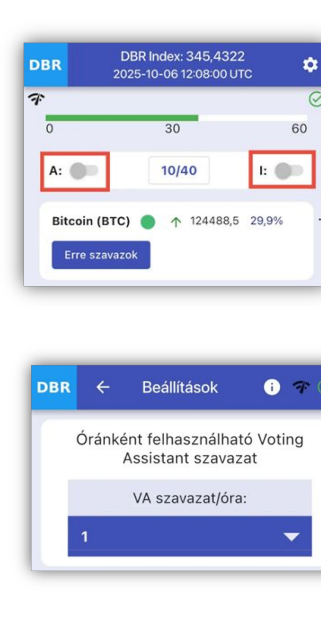 DBR
DBR Index: 345,4322
2025-10-06 12:08:00 UTC
0 30 60
A: 10/40 I:
Bitcoin (BTC) 124488,5 29,9%
Erre szavazok
DBR Beállítások
Óránként felhasználható Voting
Assistant szavazat
VA szavazat/óra:
1